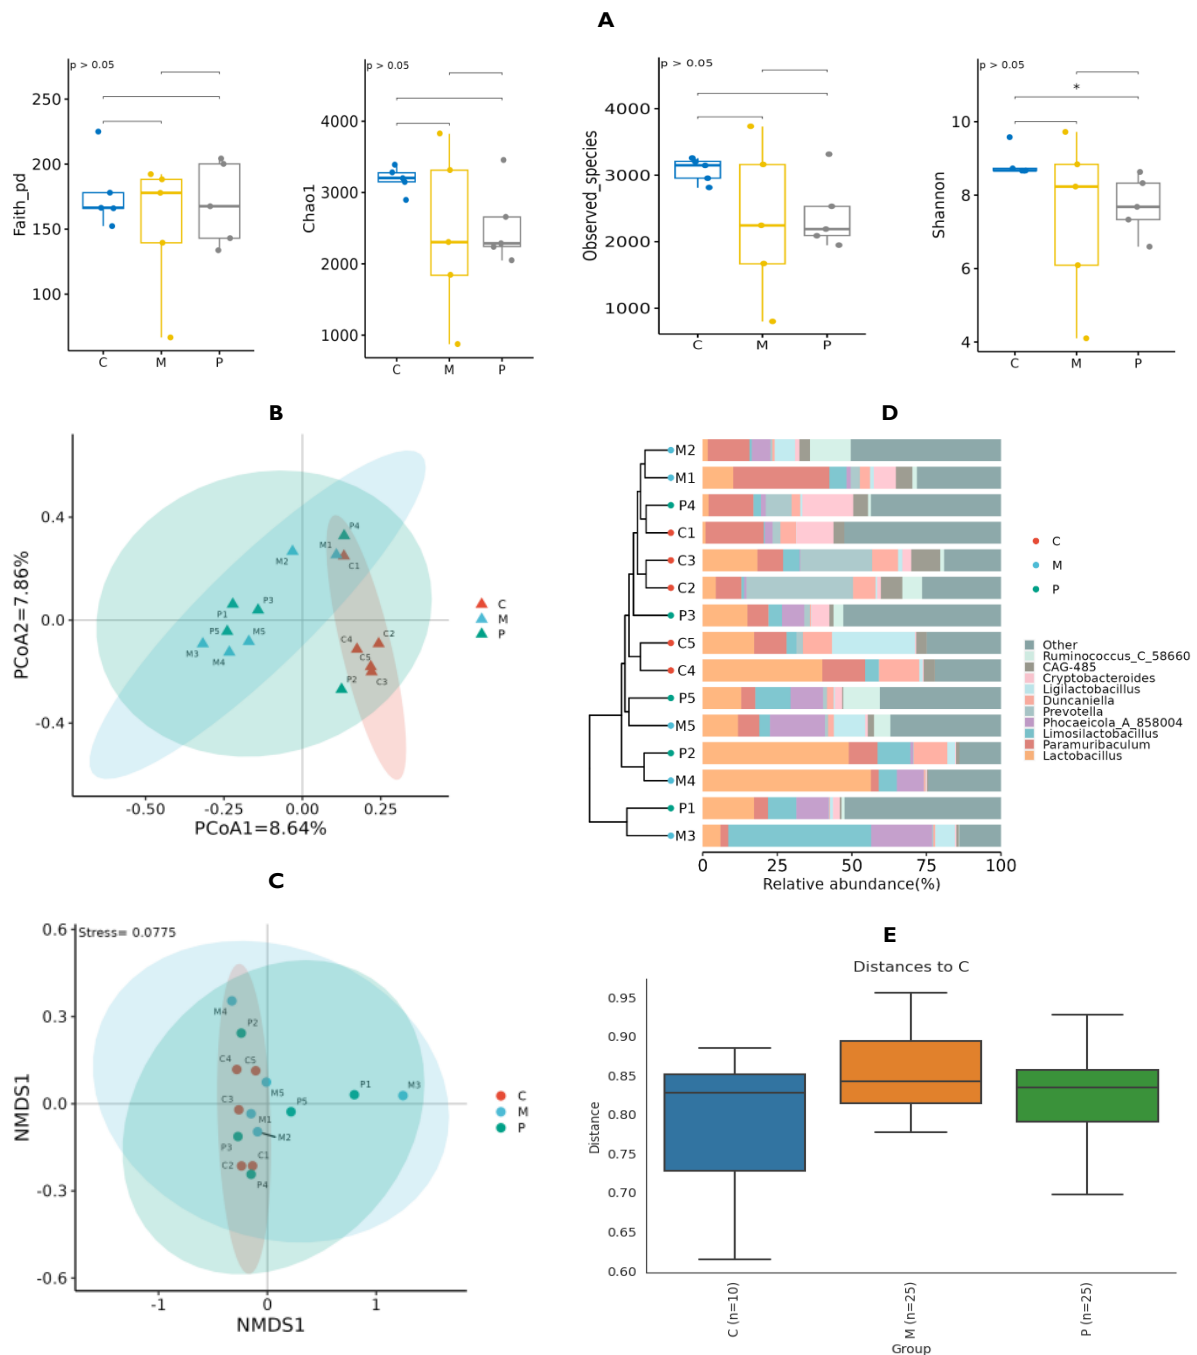 A
p > 0.05
250
200
150
100
Faith_pd
C M P
p > 0.05
4000
3000
2000
1000
Chao1
C M P
p > 0.05
4000
3000
2000
1000
Observed_species
C M P
p > 0.05
*
10
8
6
4
Shannon
C M P
B
0.4
0.0
-0.4
PCoA2=7.86%
P4
M1
M2
C1
P3
P1
P5
M5
M3
M4
C4
C2
C5
C3
P2
-0.50 -0.25 0.00 0.25
PCoA1=8.64%
C
M
P
D
M2
M1
P4
C1
C3
C2
P3
C5
C4
P5
M5
P2
M4
P1
M3
0 25 50 75 100
Relative abundance(%)
C
M
P
Other
Ruminococcus_C_58660
CAG-485
Cryptobacteroides
Ligilactobacillus
Duncaniella
Prevotella
Phocaeicola_A_858004
Limosilactobacillus
Paramuribaculum
Lactobacillus
C
Stress= 0.0775
0.6
0.3
0.0
-0.3
-0.6
NMDS1
M4
P2
C4 C5
M5
P1
M3
C3
P5
M1
M2
P3
C1
C2
P4
-1 0 1
NMDS1
C
M
P
E
Distances to C
0.95
0.90
0.85
0.80
0.75
0.70
0.65
0.60
Distance
C (n=10)
M (n=25)
P (n=25)
Group